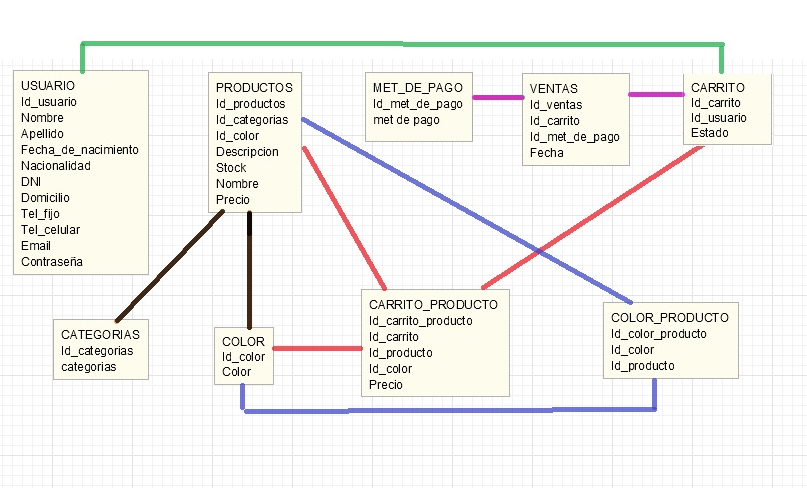 USUARIO
Id_usuario
Nombre
Apellido
Fecha_de_nacimiento
Nacionalidad
DNI
Domicilio
Tel_fijo
Tel_celular
Email
Contraseña
PRODUCTOS
Id_productos
Id_categorias
Id_color
Descripcion
Stock
Nombre
Precio
MET_DE_PAGO
Id_met_de_pago
met de pago
VENTAS
Id_ventas
Id_carrito
Id_met_de_pago
Fecha
CARRITO
Id_carrito
Id_usuario
Estado
CATEGORIAS
Id_categorias
categorias
COLOR
Id_color
Color
CARRITO_PRODUCTO
Id_carrito_producto
Id_carrito
Id_producto
Id_color
Precio
COLOR_PRODUCTO
Id_color_producto
Id_color
Id_producto